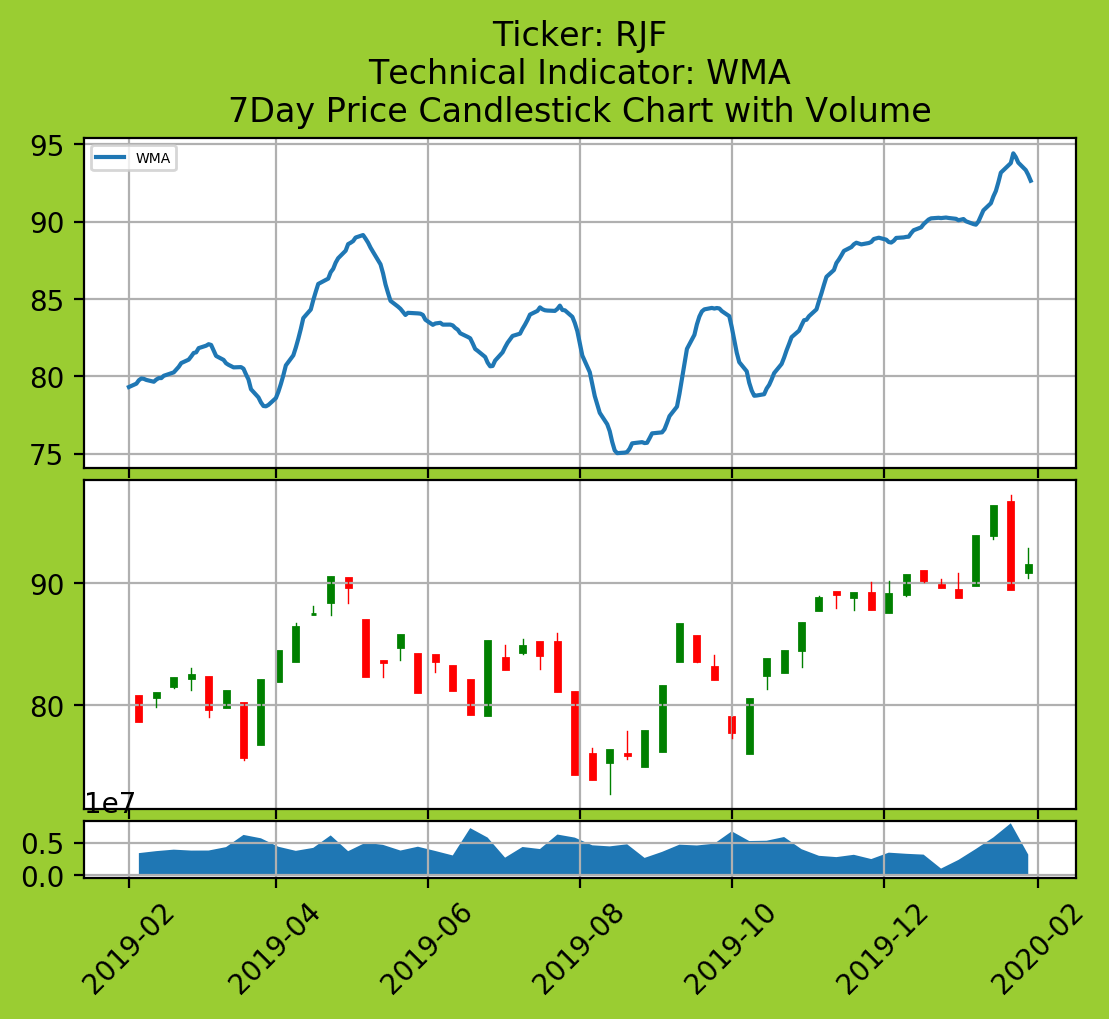 Ticker: RJF
Technical Indicator: WMA
7Day Price Candlestick Chart with Volume
95
WMA
90
85
80
75
90
80
1e7
0.5
0.0
2019-02 2019-04 2019-06 2019-08 2019-10 2019-12 2020-02